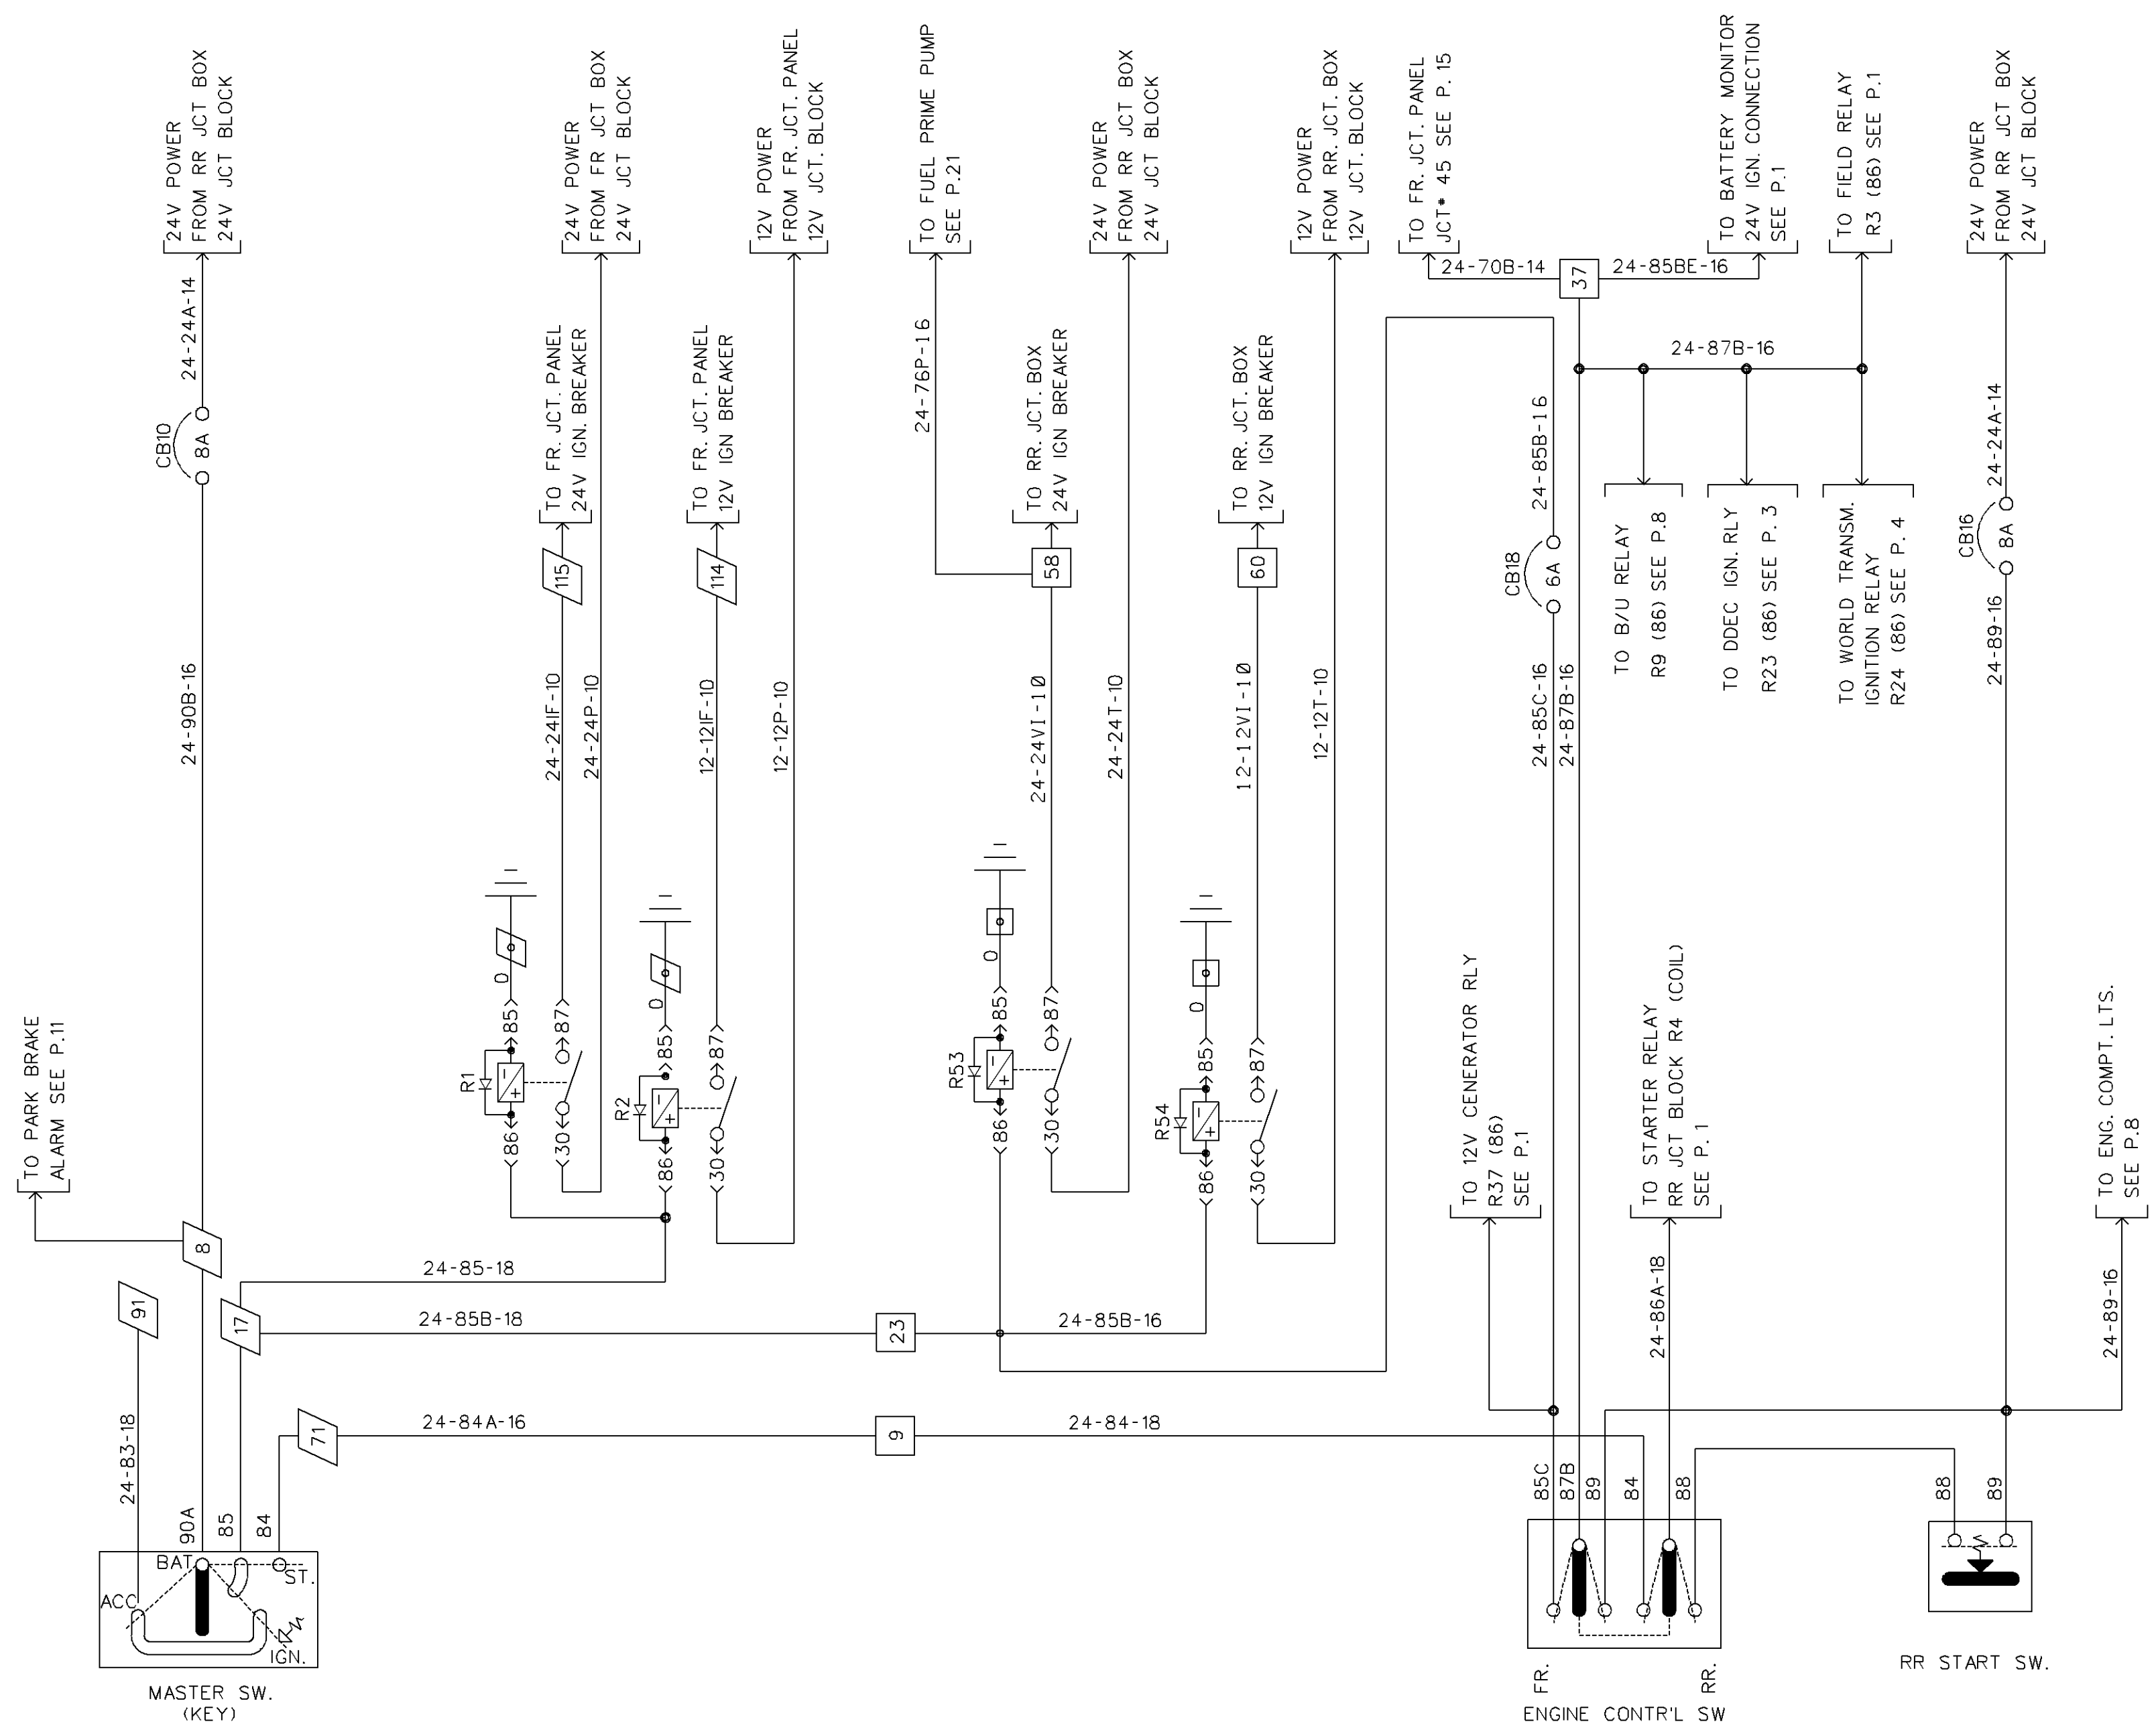 24V POWER
FROM RR JCT BOX
24V JCT BLOCK
24V POWER
FROM FR JCT BOX
24V JCT BLOCK
12V POWER
FROM FR. JCT. PANEL
12V JCT. BLOCK
TO FUEL PRIME PUMP
SEE P.21
24V POWER
FROM RR JCT BOX
24V JCT BLOCK
12V POWER
FROM RR. JCT. BOX
12V JCT. BLOCK
TO FR. JCT. PANEL
JCT* 45 SEE P. 15
TO BATTERY MONITOR
24V IGN. CONNECTION
SEE P.1
TO FIELD RELAY
R3 (86) SEE P.1
24V POWER
FROM RR JCT BOX
24V JCT BLOCK
24-70B-14
37
24-85BE-16
24-24A-14
CB10
8A
TO FR. JCT. PANEL
24V IGN. BREAKER
115
TO FR. JCT. PANEL
12V IGN BREAKER
114
24-76P-16
TO RR. JCT. BOX
24V IGN BREAKER
58
TO RR. JCT. BOX
12V IGN BREAKER
60
24-87B-16
24-85B-16
CB18
6A
TO B/U RELAY
R9 (86) SEE P.8
TO DDEC IGN. RLY
R23 (86) SEE P. 3
TO WORLD TRANSM.
IGNITION RELAY
R24 (86) SEE P. 4
24-24A-14
CB16
8A
24-90B-16
24-24IF-10
24-24P-10
12-12IF-10
12-12P-10
24-24VI-10
24-24T-10
12-12VI-10
12-12T-10
24-85C-16
24-87B-16
24-89-16
TO PARK BRAKE
ALARM SEE P.11
R1
0
85
87
- +
86
30
R2
0
85
87
- +
86
30
R53
0
85
87
- +
86
30
R54
0
85
87
- +
86
30
TO 12V CENERATOR RLY
R37 (86)
SEE P.1
TO STARTER RELAY
RR JCT BLOCK R4 (COIL)
SEE P. 1
TO ENG. COMPT. LTS.
SEE P.8
8
91
17
24-85-18
24-85B-18
23
24-85B-16
24-86A-18
24-89-16
24-83-18
71
24-84A-16
9
24-84-18
90A
85
84
85C
87B
89
84
88
88
89
BAT
ST.
ACC
IGN.
MASTER SW.
(KEY)
FR.
RR.
ENGINE CONTR'L SW
RR START SW.